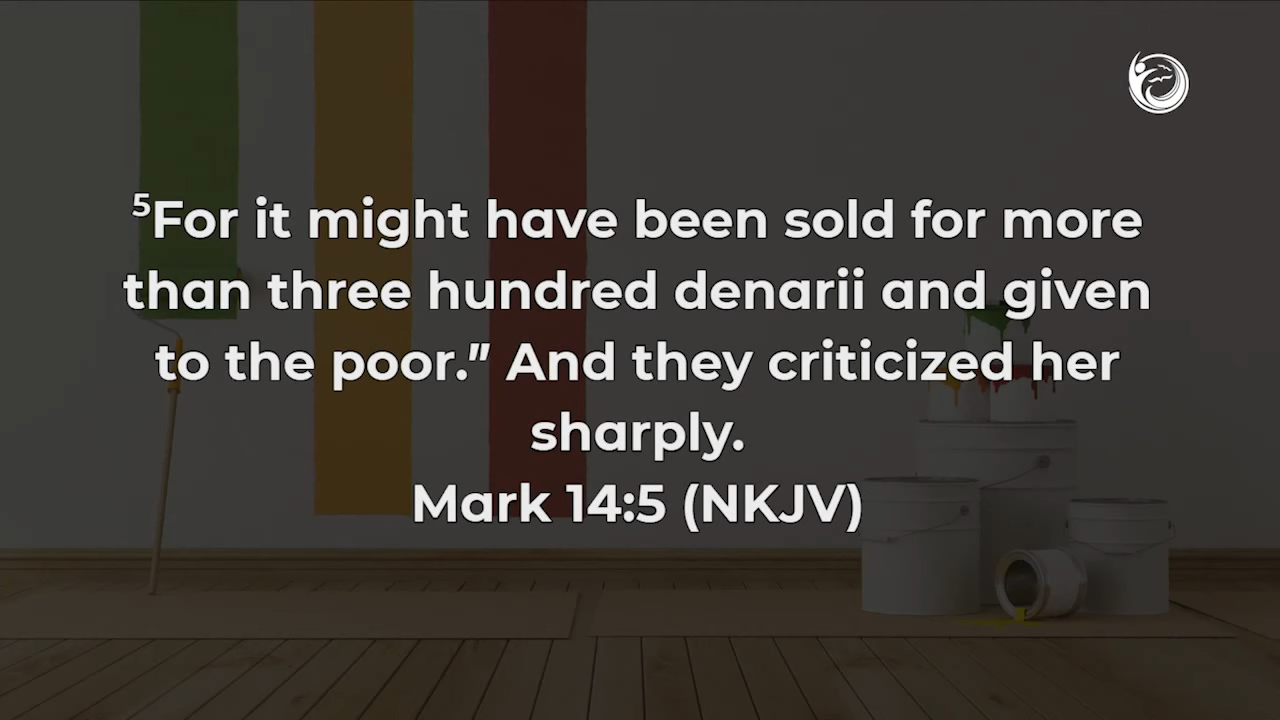 ⁵For it might have been sold for more
than three hundred denarii and given
to the poor." And they criticized her
sharply.
Mark 14:5 (NKJV)